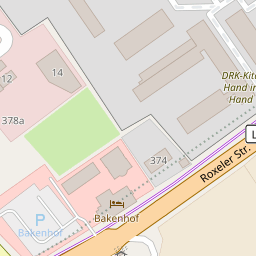 DRK-Kit
Hand in
Hand
14
12
378a
374
L
Roxeler Str.
Bakenhof
P
Bakenhof